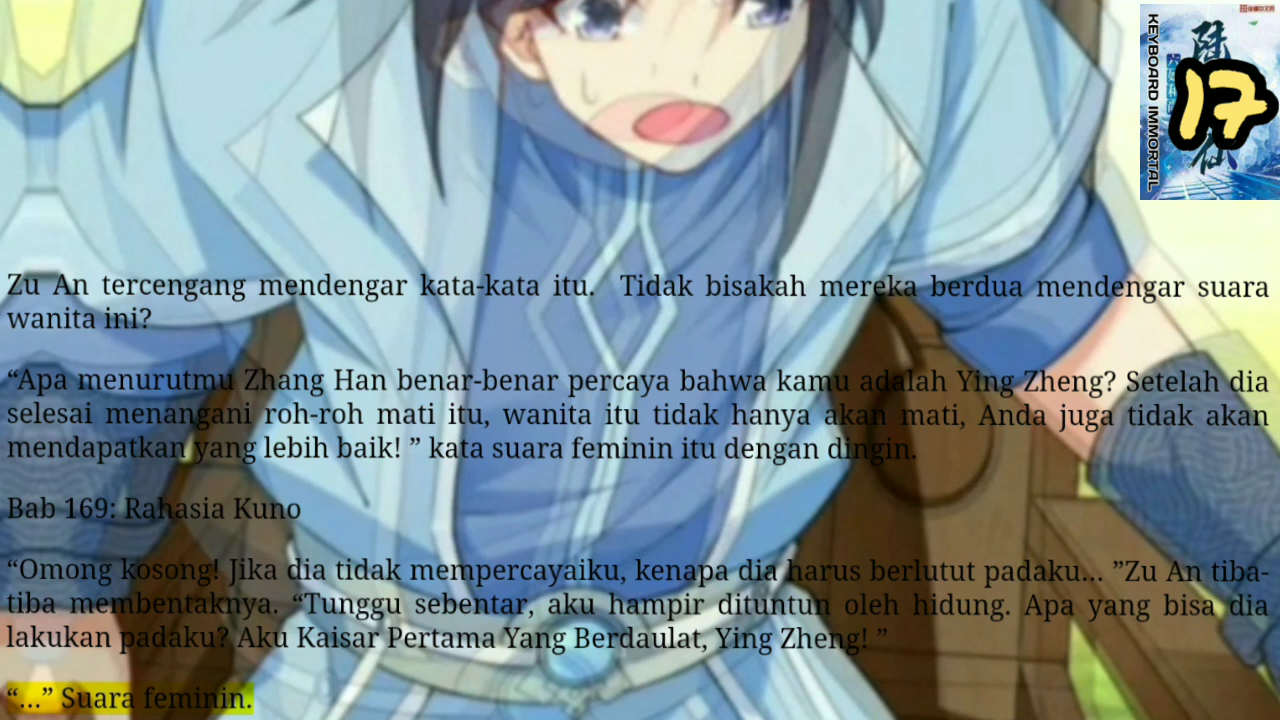 陆
仙
KEYBOARD IMMORTAL
17
Zu An tercengang mendengar kata-kata itu. Tidak bisakah mereka berdua mendengar suara
wanita ini?
“Apa menurutmu Zhang Han benar-benar percaya bahwa kamu adalah Ying Zheng? Setelah dia
selesai menangani roh-roh mati itu, wanita itu tidak hanya akan mati, Anda juga tidak akan
mendapatkan yang lebih baik! ” kata suara feminin itu dengan dingin.
Bab 169: Rahasia Kuno
“Omong kosong! Jika dia tidak mempercayaiku, kenapa dia harus berlutut padaku... ”Zu An tiba-
tiba membentaknya. “Tunggu sebentar, aku hampir dituntun oleh hidung. Apa yang bisa dia
lakukan padaku? Aku Kaisar Pertama Yang Berdaulat, Ying Zheng! ”
“...” Suara feminin.